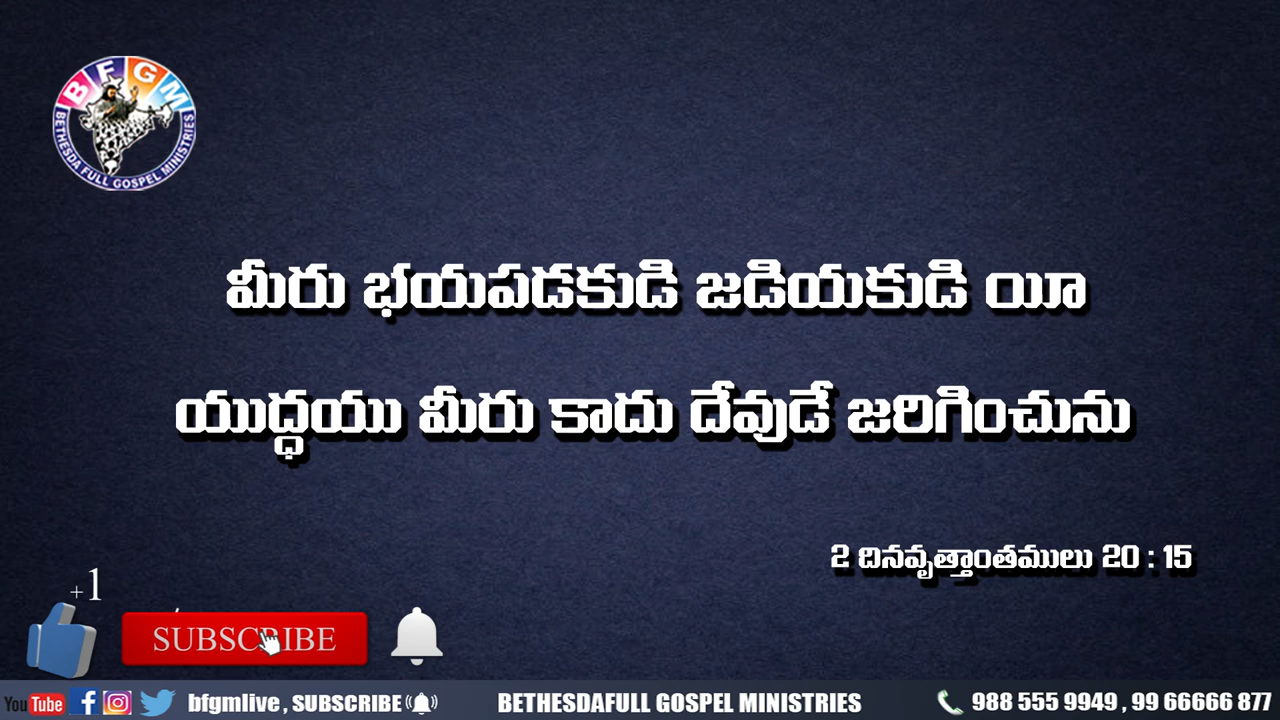 BFGM
BETHESDA FULL GOSPEL MINISTRIES
మీరు భయపడకుడి జడియకుడి యీ
యుద్ధయు మీరు కాదు దేవుడే జరిగించును
2 దినవృత్తాంతములు 20 : 15
+1
SUBSCRIBE
YouTube f bfgmlive , SUBSCRIBE BETHESDAFULL GOSPEL MINISTRIES 988 555 9949 , 99 66666 877